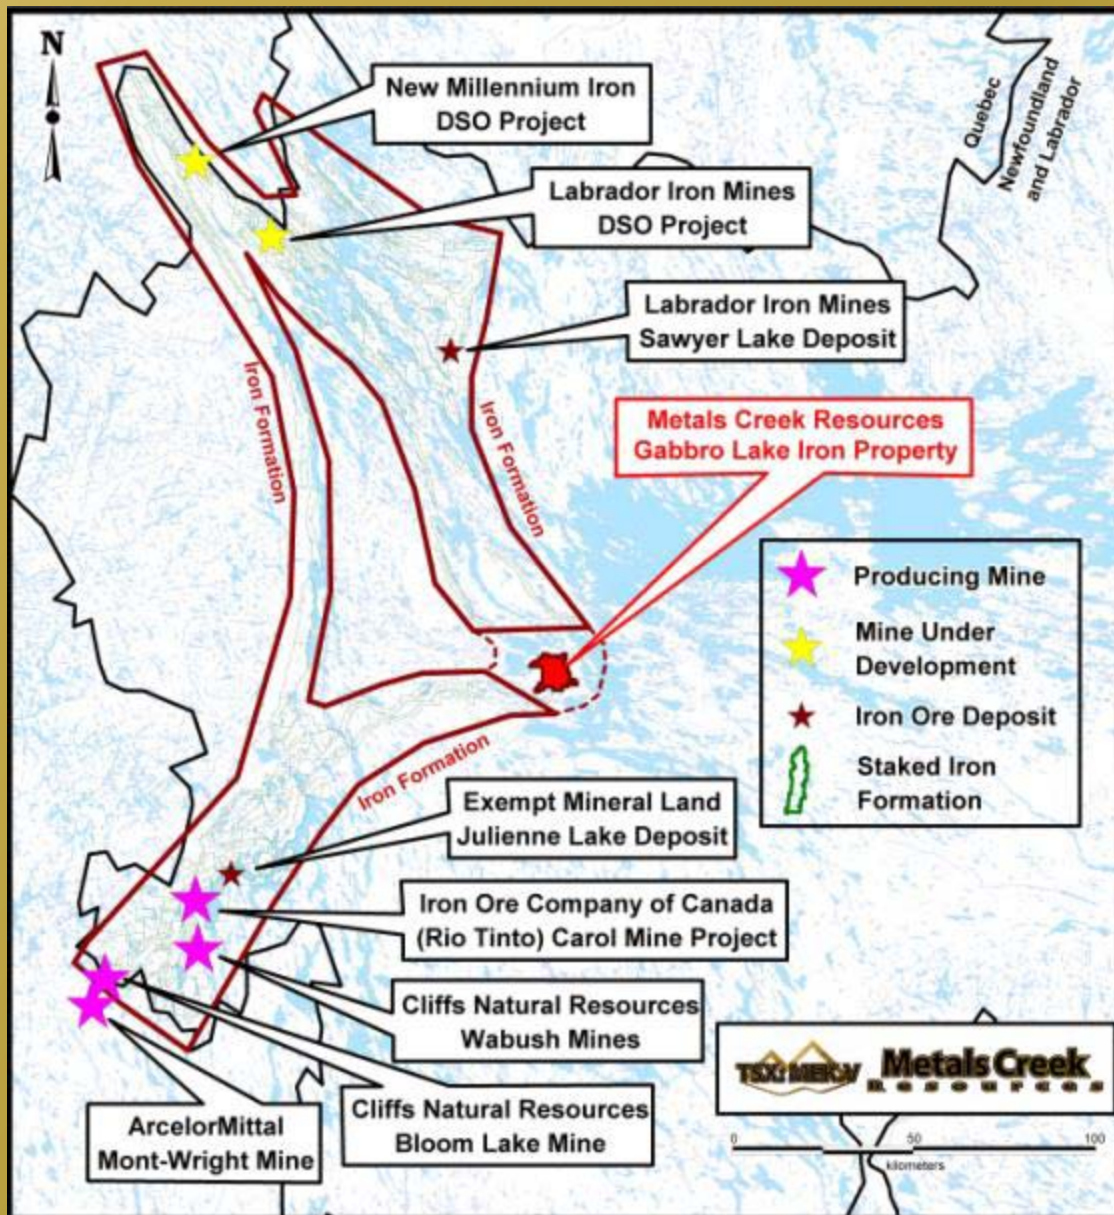 N
New Millennium Iron
DSO Project
Quebec
Newfoundland
and Labrador
Labrador Iron Mines
DSO Project
Labrador Iron Mines
Sawyer Lake Deposit
Iron Formation
Iron Formation
Metals Creek Resources
Gabbro Lake Iron Property
Producing Mine
Mine Under
Development
Iron Ore Deposit
Staked Iron
Formation
Iron Formation
Exempt Mineral Land
Julienne Lake Deposit
Iron Ore Company of Canada
(Rio Tinto) Carol Mine Project
Cliffs Natural Resources
Wabush Mines
Cliffs Natural Resources
Bloom Lake Mine
ArcelorMittal
Mont-Wright Mine
TSX: MEK.V
Metals Creek
Resources
0 50 100
kilometers